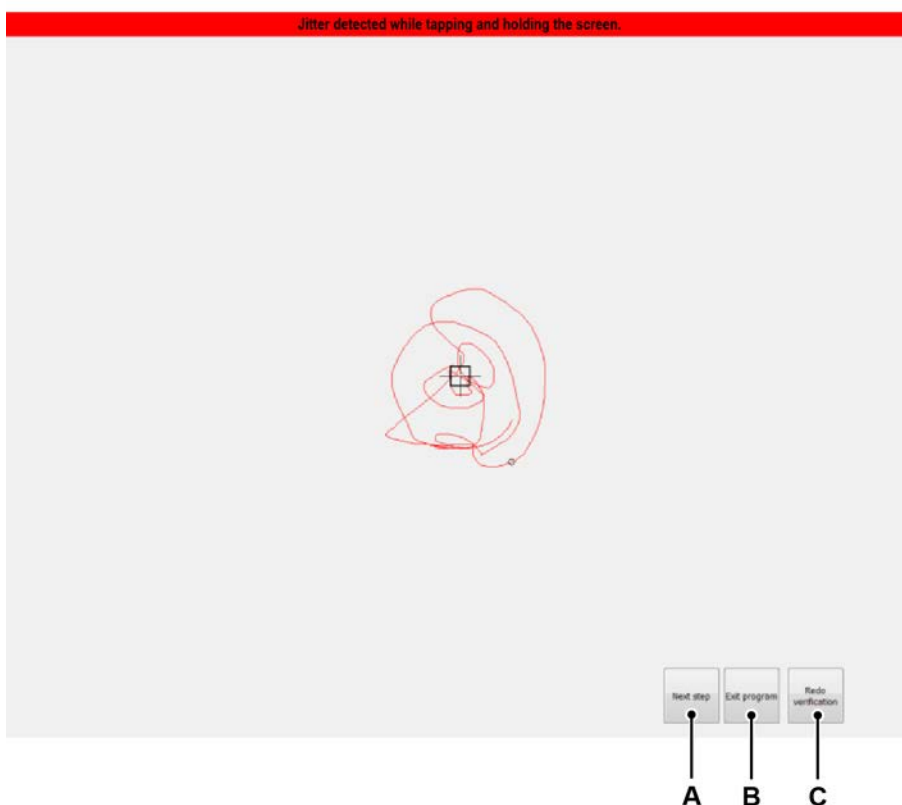 Jitter detected while tapping and holding the screen.
Next step
Exit program
Redo
verification
A
B
C